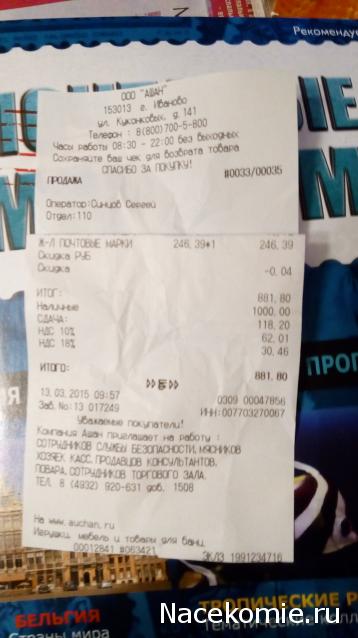 Рекомендуе
ООО "АШАН"
153013 г. Иваново
ул. Куконковых, д. 141
Телефон : 8(800)700-5-800
Часы работы 08:30 - 22:00 без выходных
Сохраняйте ваш чек для возврата товара
СПАСИБО ЗА ПОКУПКУ!
ПРОДАЖА #0033/00035
Оператор:Синцов Сергей
Отдел:110
Ж-Л ПОЧТОВЫЕ МАРКИ 246,39*1 246,39
Скидка РУБ
Скидка -0,04
ИТОГ: 881,80
Наличные 1000,00
СДАЧА: 118,20
НДС 10% 62,01
НДС 18% 30,46
ИТОГО: 881,80
13.03.2015 09:57 0309 00047856
Зав.No:13 017249 ИНН:007703270067
Уважаемые покупатели!
Компания Ашан приглашает на работу :
СОТРУДНИКОВ СЛУЖБЫ БЕЗОПАСНОСТИ, МЯСНИКОВ
ХОЗЯЕК КАСС, ПРОДАВЦОВ КОНСУЛЬТАНТОВ,
ПОВАРА, СОТРУДНИКОВ ТОРГОВОГО ЗАЛА.
ТЕЛ. 8 (4932) 920-631 доб. 1508
На www.auchan.ru
Игрушки, мебель и товары для бани
00012841 #063421 ЭКЛЗ 1991234716
БЕЛЬГИЯ
Страны мира
ТРОПИЧЕСКИЕ Р
Nacekomie.ru